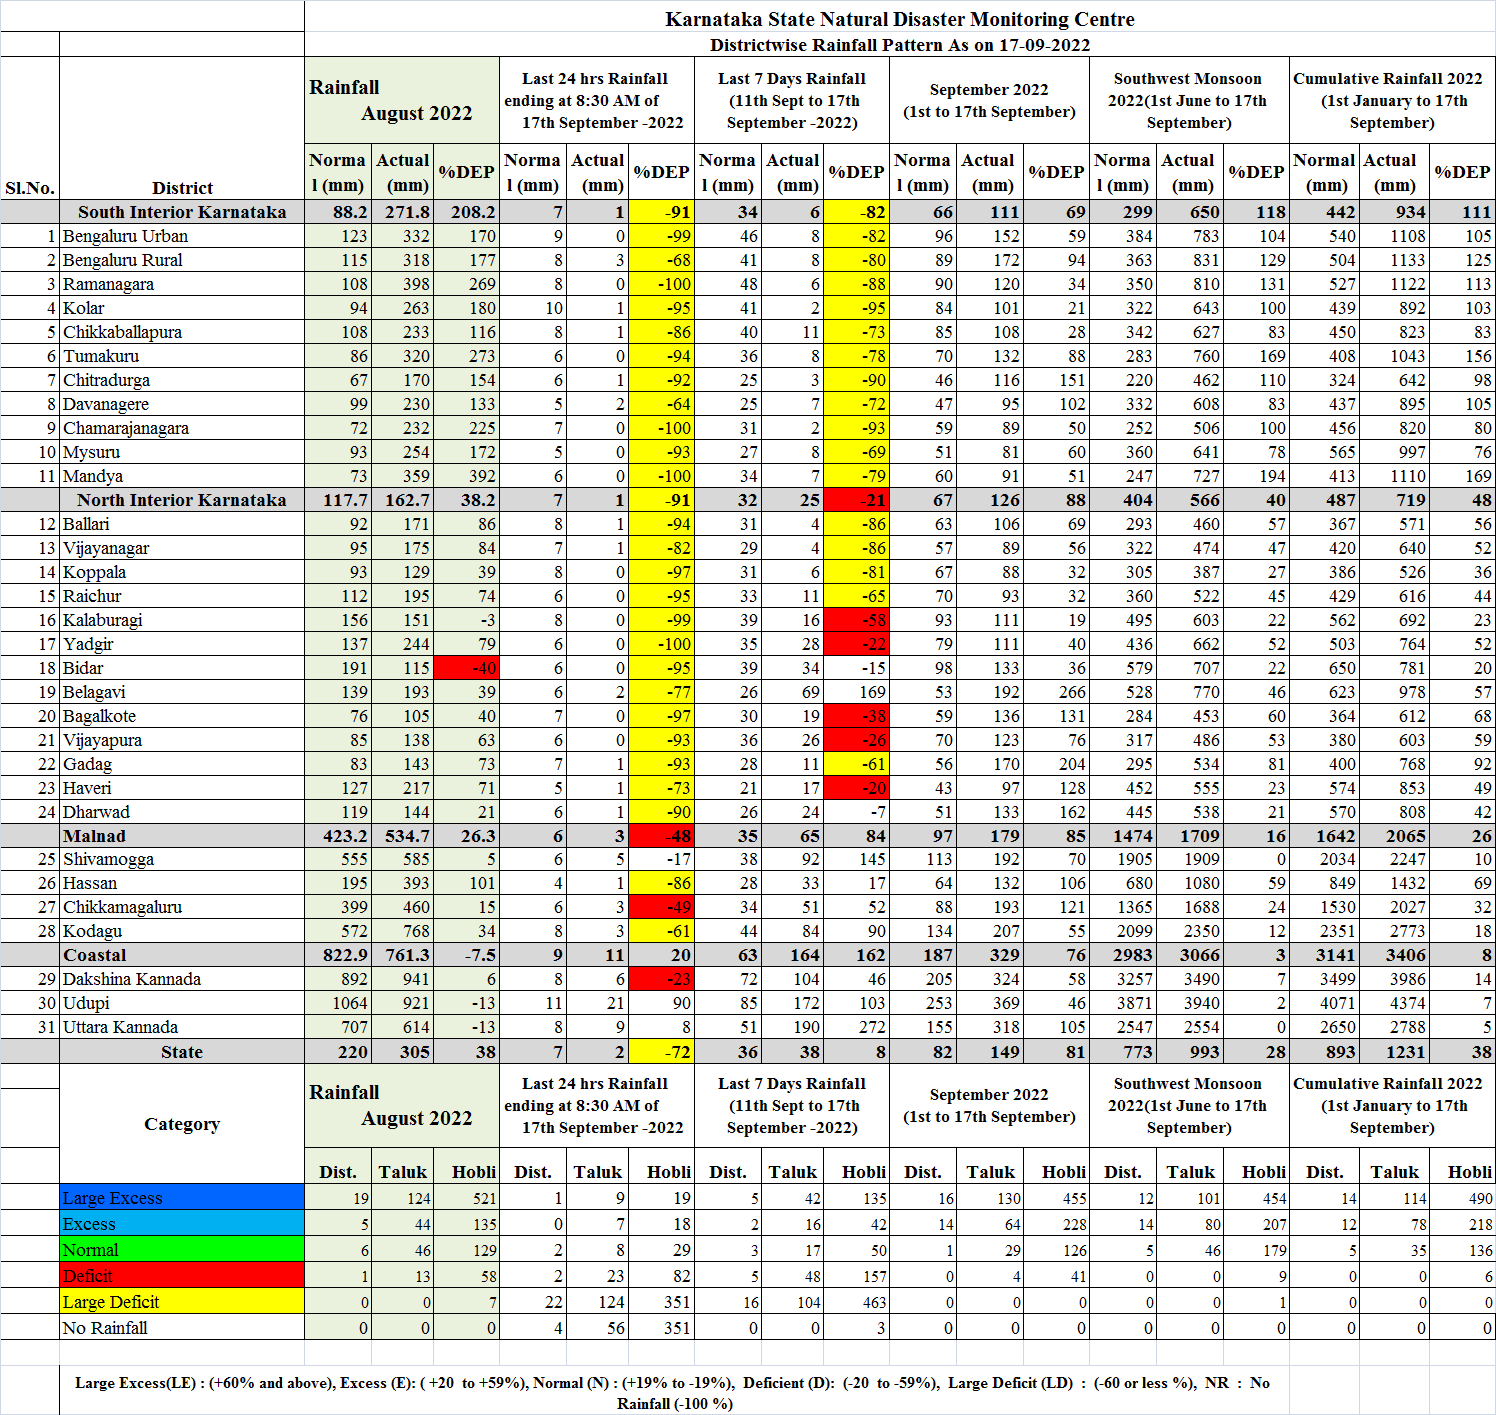 Karnataka State Natural Disaster Monitoring Centre
Districtwise Rainfall Pattern As on 17-09-2022
Sl.No. District Rainfall August 2022 Last 24 hrs Rainfall ending at 8:30 AM of 17th September -2022 Last 7 Days Rainfall (11th Sept to 17th September -2022) September 2022 (1st to 17th September) Southwest Monsoon 2022(1st June to 17th September) Cumulative Rainfall 2022 (1st January to 17th September)
Normal (mm) Actual (mm) %DEP Normal (mm) Actual (mm) %DEP Normal (mm) Actual (mm) %DEP Normal (mm) Actual (mm) %DEP Normal (mm) Actual (mm) %DEP Normal (mm) Actual (mm) %DEP
South Interior Karnataka 88.2 271.8 208.2 7 1 -91 34 6 -82 66 111 69 299 650 118 442 934 111
1 Bengaluru Urban 123 332 170 9 0 -99 46 8 -82 96 152 59 384 783 104 540 1108 105
2 Bengaluru Rural 115 318 177 8 3 -68 41 8 -80 89 172 94 363 831 129 504 1133 125
3 Ramanagara 108 398 269 8 0 -100 48 6 -88 90 120 34 350 810 131 527 1122 113
4 Kolar 94 263 180 10 1 -95 41 2 -95 84 101 21 322 643 100 439 892 103
5 Chikkaballapura 108 233 116 8 1 -86 40 11 -73 85 108 28 342 627 83 450 823 83
6 Tumakuru 86 320 273 6 0 -94 36 8 -78 70 132 88 283 760 169 408 1043 156
7 Chitradurga 67 170 154 6 1 -92 25 3 -90 46 116 151 220 462 110 324 642 98
8 Davanagere 99 230 133 5 2 -64 25 7 -72 47 95 102 332 608 83 437 895 105
9 Chamarajanagara 72 232 225 7 0 -100 31 2 -93 59 89 50 252 506 100 456 820 80
10 Mysuru 93 254 172 5 0 -93 27 8 -69 51 81 60 360 641 78 565 997 76
11 Mandya 73 359 392 6 0 -100 34 7 -79 60 91 51 247 727 194 413 1110 169
North Interior Karnataka 117.7 162.7 38.2 7 1 -91 32 25 -21 67 126 88 404 566 40 487 719 48
12 Ballari 92 171 86 8 1 -94 31 4 -86 63 106 69 293 460 57 367 571 56
13 Vijayanagar 95 175 84 7 1 -82 29 4 -86 57 89 56 322 474 47 420 640 52
14 Koppala 93 129 39 8 0 -97 31 6 -81 67 88 32 305 387 27 386 526 36
15 Raichur 112 195 74 6 0 -95 33 11 -65 70 93 32 360 522 45 429 616 44
16 Kalaburagi 156 151 -3 8 0 -99 39 16 -58 93 111 19 495 603 22 562 692 23
17 Yadgir 137 244 79 6 0 -100 35 28 -22 79 111 40 436 662 52 503 764 52
18 Bidar 191 115 -40 6 0 -95 39 34 -15 98 133 36 579 707 22 650 781 20
19 Belagavi 139 193 39 6 2 -77 26 69 169 53 192 266 528 770 46 623 978 57
20 Bagalkote 76 105 40 7 0 -97 30 19 -38 59 136 131 284 453 60 364 612 68
21 Vijayapura 85 138 63 6 0 -93 36 26 -26 70 123 76 317 486 53 380 603 59
22 Gadag 83 143 73 7 1 -93 28 11 -61 56 170 204 295 534 81 400 768 92
23 Haveri 127 217 71 5 1 -73 21 17 -20 43 97 128 452 555 23 574 853 49
24 Dharwad 119 144 21 6 1 -90 26 24 -7 51 133 162 445 538 21 570 808 42
Malnad 423.2 534.7 26.3 6 3 -48 35 65 84 97 179 85 1474 1709 16 1642 2065 26
25 Shivamogga 555 585 5 6 5 -17 38 92 145 113 192 70 1905 1909 0 2034 2247 10
26 Hassan 195 393 101 4 1 -86 28 33 17 64 132 106 680 1080 59 849 1432 69
27 Chikkamagaluru 399 460 15 6 3 -49 34 51 52 88 193 121 1365 1688 24 1530 2027 32
28 Kodagu 572 768 34 8 3 -61 44 84 90 134 207 55 2099 2350 12 2351 2773 18
Coastal 822.9 761.3 -7.5 9 11 20 63 164 162 187 329 76 2983 3066 3 3141 3406 8
29 Dakshina Kannada 892 941 6 8 6 -23 72 104 46 205 324 58 3257 3490 7 3499 3986 14
30 Udupi 1064 921 -13 11 21 90 85 172 103 253 369 46 3871 3940 2 4071 4374 7
31 Uttara Kannada 707 614 -13 8 9 8 51 190 272 155 318 105 2547 2554 0 2650 2788 5
State 220 305 38 7 2 -72 36 38 8 82 149 81 773 993 28 893 1231 38
Category Rainfall August 2022 Last 24 hrs Rainfall ending at 8:30 AM of 17th September -2022 Last 7 Days Rainfall (11th Sept to 17th September -2022) September 2022 (1st to 17th September) Southwest Monsoon 2022(1st June to 17th September) Cumulative Rainfall 2022 (1st January to 17th September)
Dist. Taluk Hobli Dist. Taluk Hobli Dist. Taluk Hobli Dist. Taluk Hobli Dist. Taluk Hobli Dist. Taluk Hobli
Large Excess 19 124 521 1 9 19 5 42 135 16 130 455 12 101 454 14 114 490
Excess 5 44 135 0 7 18 2 16 42 14 64 228 14 80 207 12 78 218
Normal 6 46 129 2 8 29 3 17 50 1 29 126 5 46 179 5 35 136
Deficit 1 13 58 2 23 82 5 48 157 0 4 41 0 0 9 0 0 6
Large Deficit 0 0 7 22 124 351 16 104 463 0 0 0 0 0 1 0 0 0
No Rainfall 0 0 0 4 56 351 0 0 3 0 0 0 0 0 0 0 0 0
Large Excess(LE) : (+60% and above), Excess (E): ( +20 to +59%), Normal (N) : (+19% to -19%), Deficient (D): (-20 to -59%), Large Deficit (LD) : (-60 or less %), NR : No
Rainfall (-100 %)